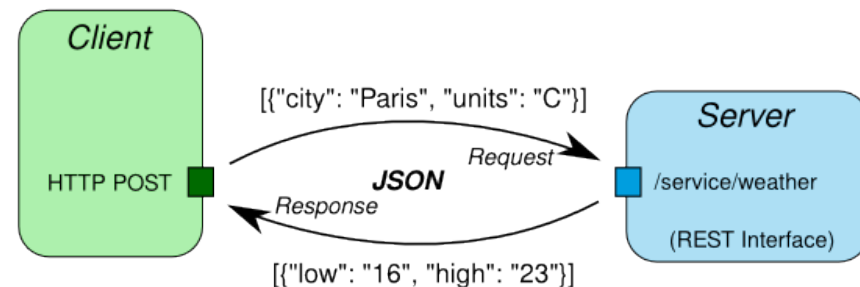 Client
[{"city": "Paris", "units": "C"}]
Server
Request
HTTP POST
JSON
/service/weather
Response
(REST Interface)
[{"low": "16", "high": "23"}]